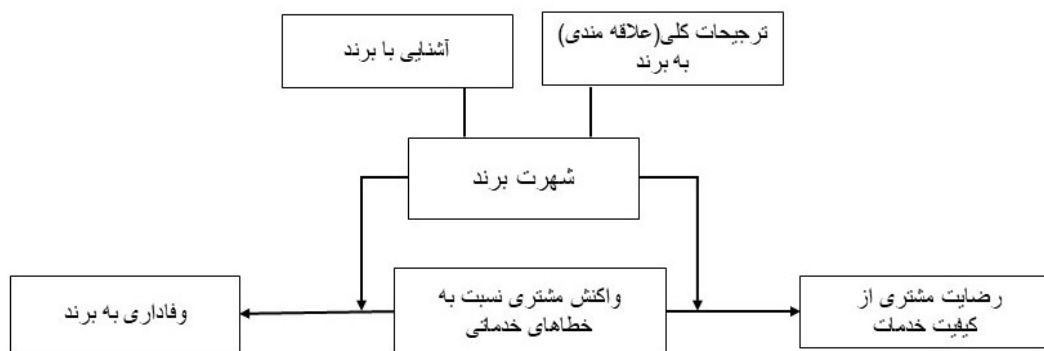 ترجیحات کلی(علاقه مندی)
به برند
آشنایی با برند
شهرت برند
رضایت مشتری از
کیفیت خدمات
واکنش مشتری نسبت به
خطاهای خدماتی
وفاداری به برند